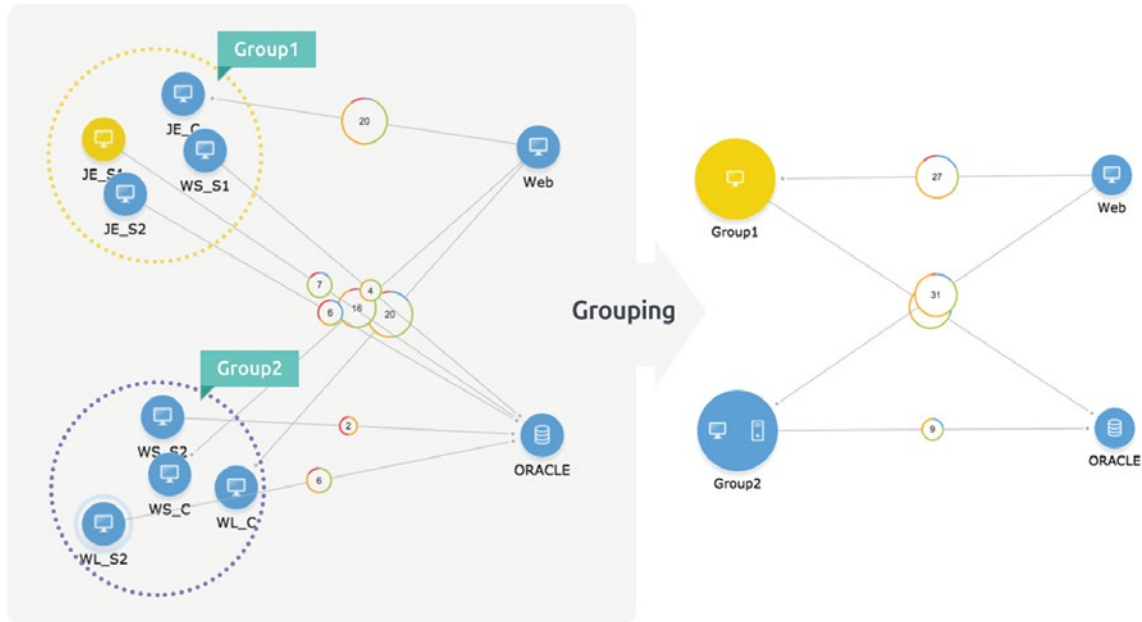 Group1
JE_C
20
JE_S1
WS_S1
Web
JE_S2
7
4
6
16
20
Group2
WS_S2
2
ORACLE
WS_C
6
WL_C
WL_S2
Grouping
27
Group1
Web
31
9
Group2
ORACLE